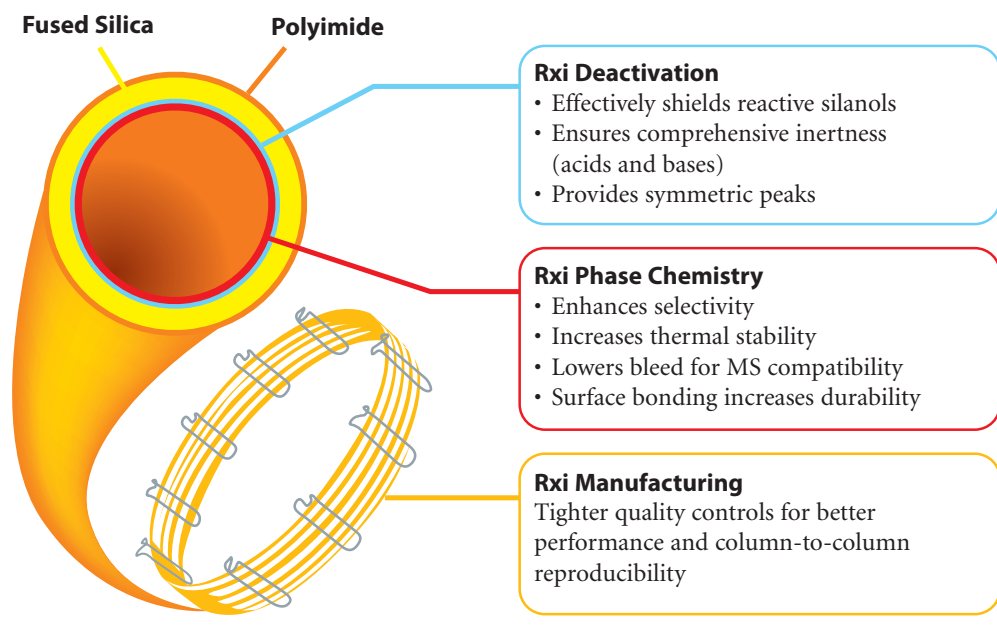 Fused Silica
Polyimide
Rxi Deactivation
• Effectively shields reactive silanols
• Ensures comprehensive inertness
(acids and bases)
• Provides symmetric peaks
Rxi Phase Chemistry
• Enhances selectivity
• Increases thermal stability
• Lowers bleed for MS compatibility
• Surface bonding increases durability
Rxi Manufacturing
Tighter quality controls for better
performance and column-to-column
reproducibility